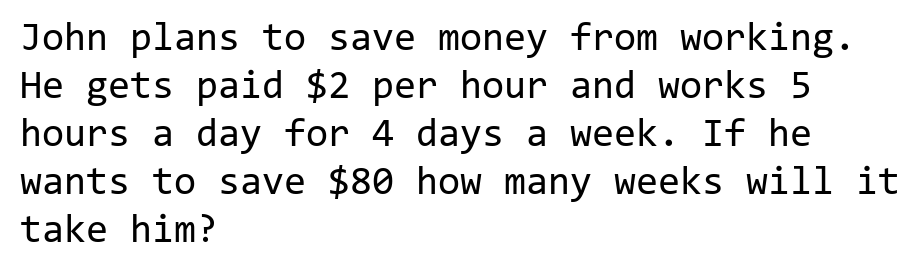 John plans to save money from working.
He gets paid $2 per hour and works 5
hours a day for 4 days a week. If he
wants to save $80 how many weeks will it
take him?